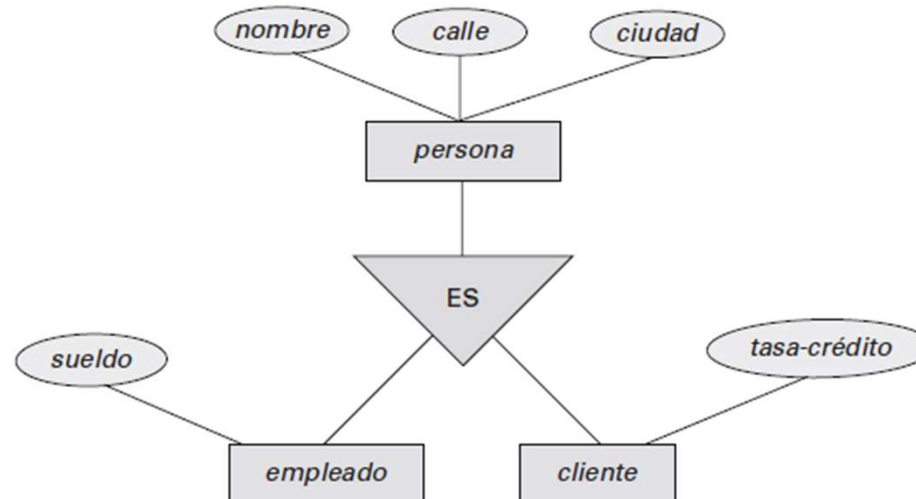 nombre
calle
ciudad
persona
ES
sueldo
tasa-crédito
empleado
cliente